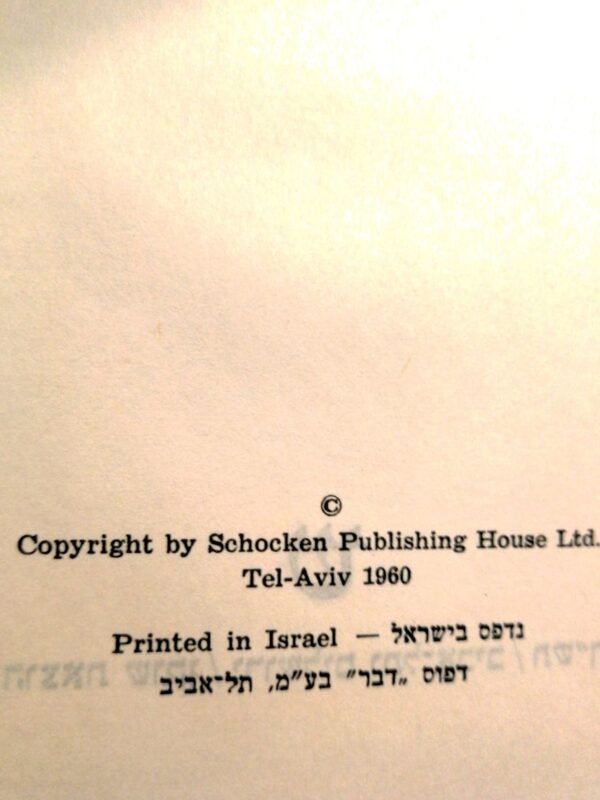 ©
Copyright by Schocken Publishing House Ltd.
Tel-Aviv 1960
Printed in Israel — נדפס בישראל
דפוס „דבר” בע"מ, תל־אביב